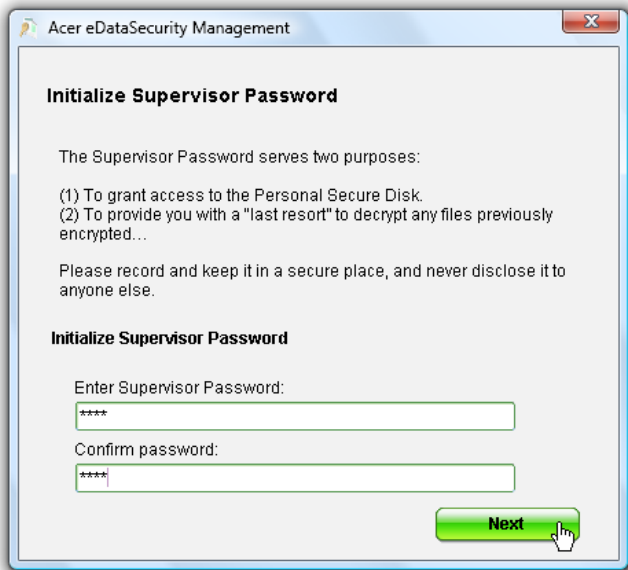 Acer eDataSecurity Management
Initialize Supervisor Password
The Supervisor Password serves two purposes:
(1) To grant access to the Personal Secure Disk.
(2) To provide you with a "last resort" to decrypt any files previously
encrypted...
Please record and keep it in a secure place, and never disclose it to
anyone else.
Initialize Supervisor Password
Enter Supervisor Password:
****
Confirm password:
****
Next